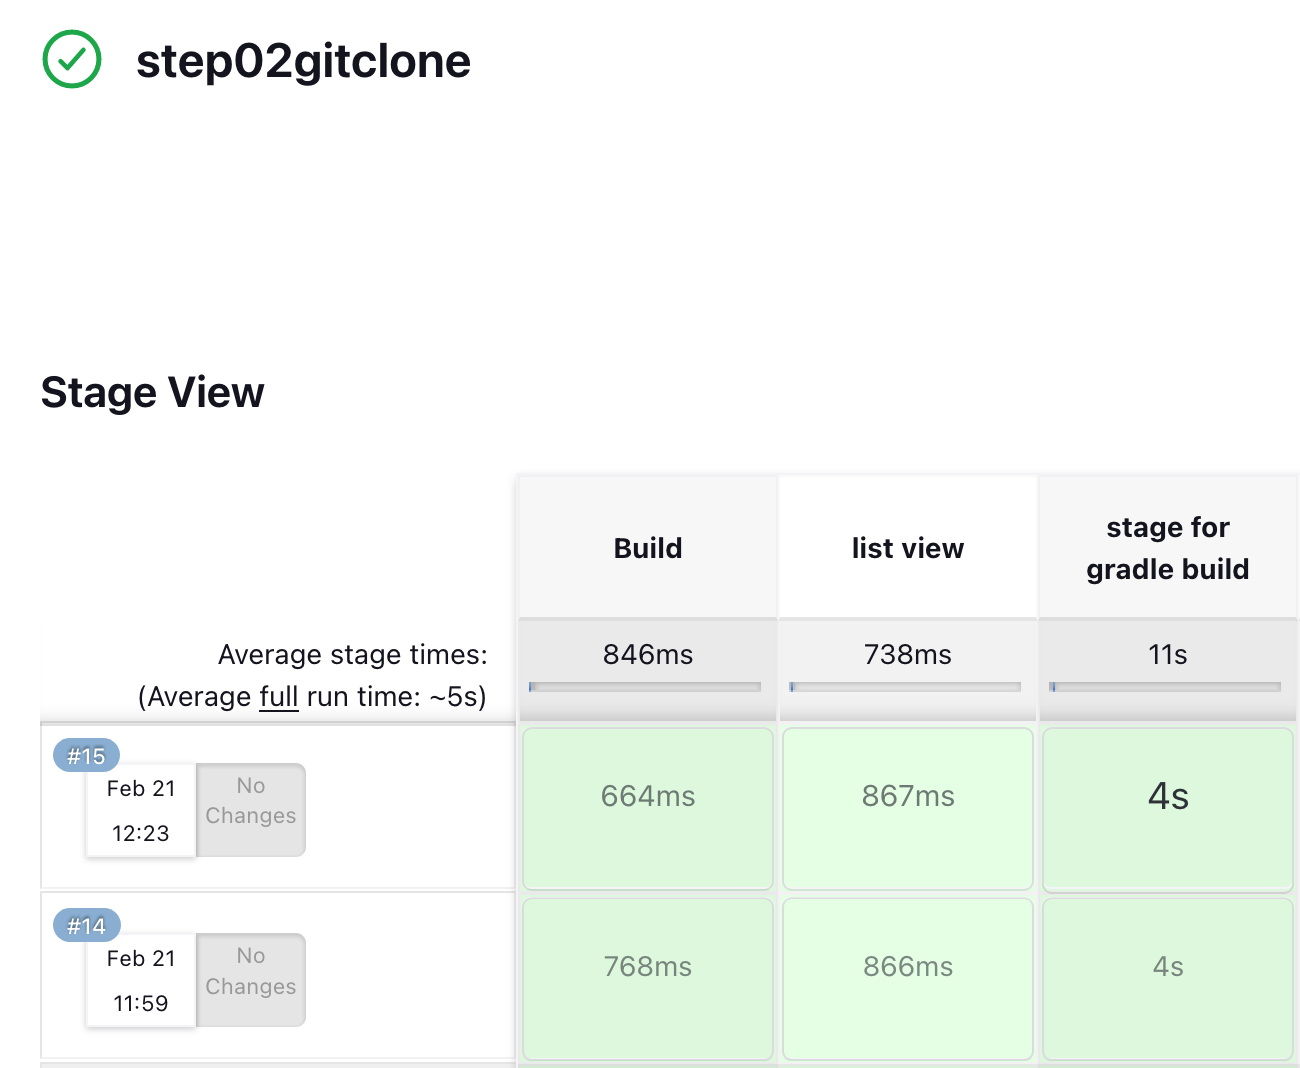 step02gitclone
Stage View
Build
list view
stage for
gradle build
Average stage times:
(Average full run time: ~5s)
846ms
738ms
11s
#15
Feb 21
12:23
No
Changes
664ms
867ms
4s
#14
Feb 21
11:59
No
Changes
768ms
866ms
4s